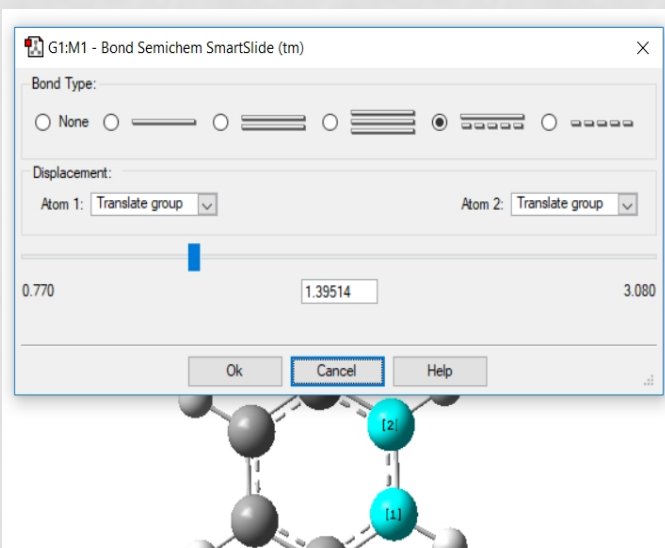 G1:M1 - Bond Semichem SmartSlide (tm)
Bond Type:
None
Displacement:
Atom 1: Translate group
Atom 2: Translate group
0.770
1.39514
3.080
Ok
Cancel
Help
[2]
[1]